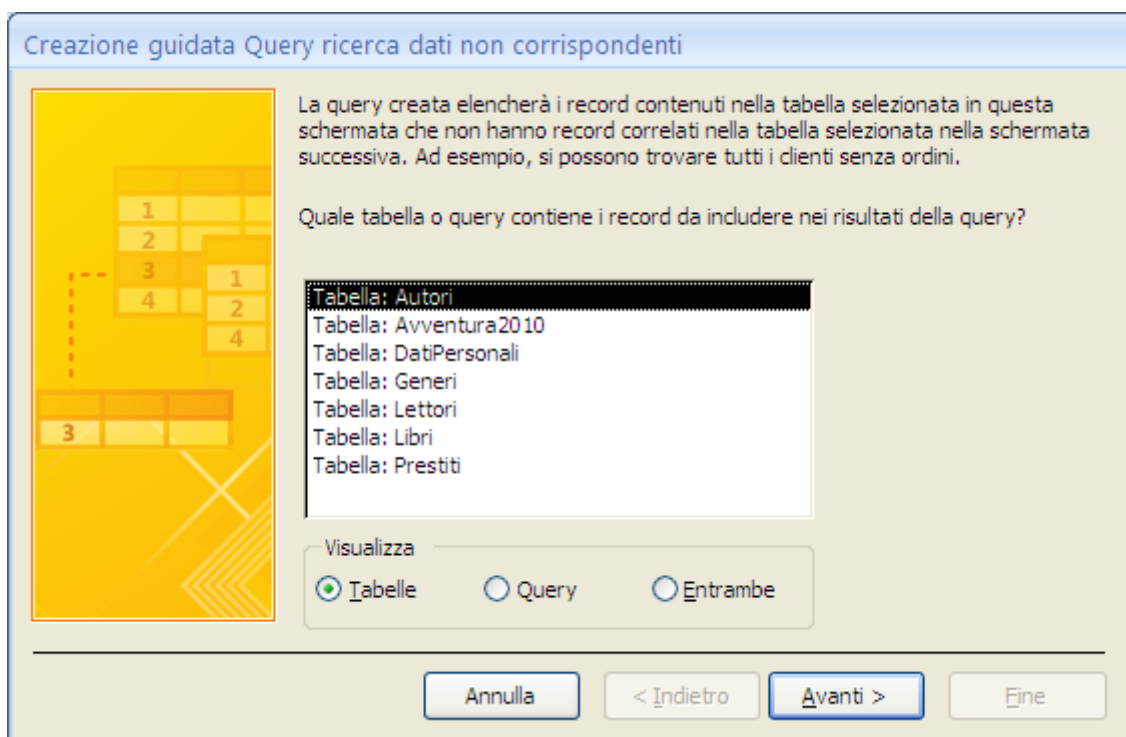 Creazione guidata Query ricerca dati non corrispondenti
La query creata elencherà i record contenuti nella tabella selezionata in questa
schermata che non hanno record correlati nella tabella selezionata nella schermata
successiva. Ad esempio, si possono trovare tutti i clienti senza ordini.
Quale tabella o query contiene i record da includere nei risultati della query?
1
2
3
4
1
2
4
3
Tabella: Autori
Tabella: Avventura2010
Tabella: DatiPersonali
Tabella: Generi
Tabella: Lettori
Tabella: Libri
Tabella: Prestiti
Visualizza
Tabelle Query Entrambe
Annulla < Indietro Avanti > Fine